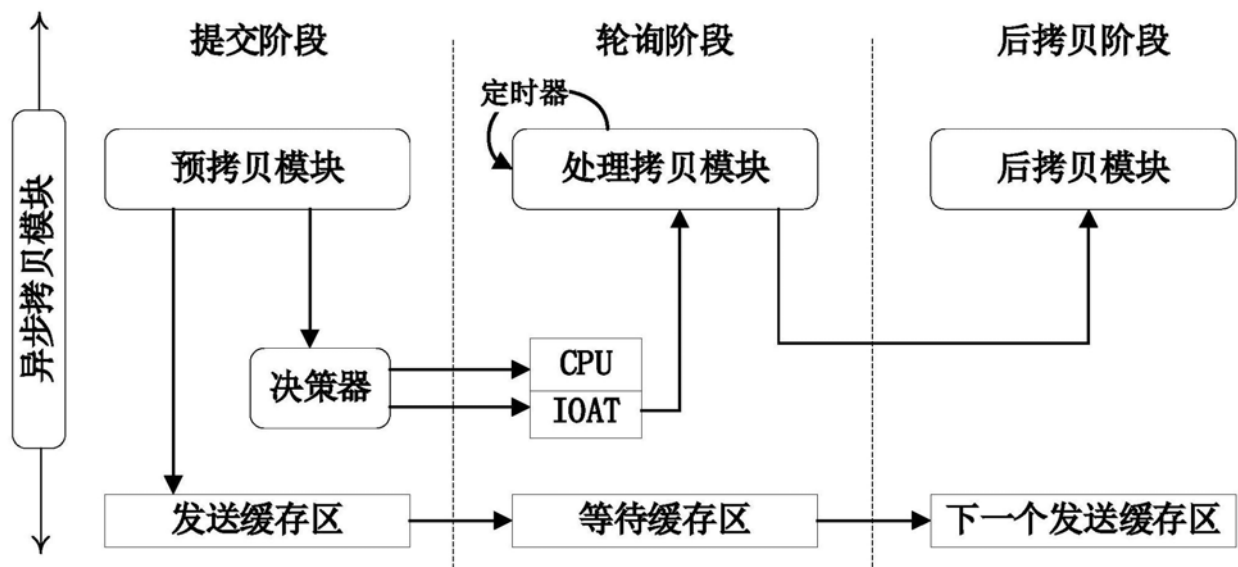 提交阶段
轮询阶段
后拷贝阶段
定时器
异步拷贝模块
预拷贝模块
处理拷贝模块
后拷贝模块
决策器
CPU
IOAT
发送缓存区
等待缓存区
下一个发送缓存区